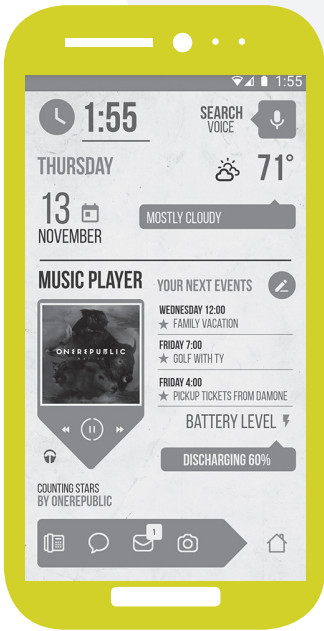 1:55
1:55
SEARCH
VOICE
THURSDAY
71°
13
NOVEMBER
MOSTLY CLOUDY
MUSIC PLAYER
YOUR NEXT EVENTS
WEDNESDAY 12:00
FAMILY VACATION
FRIDAY 7:00
GOLF WITH TY
FRIDAY 4:00
PICKUP TICKETS FROM DAMONE
ONEREPUBLIC
NATIVE
BATTERY LEVEL
DISCHARGING 60%
COUNTING STARS
BY ONEREPUBLIC
1